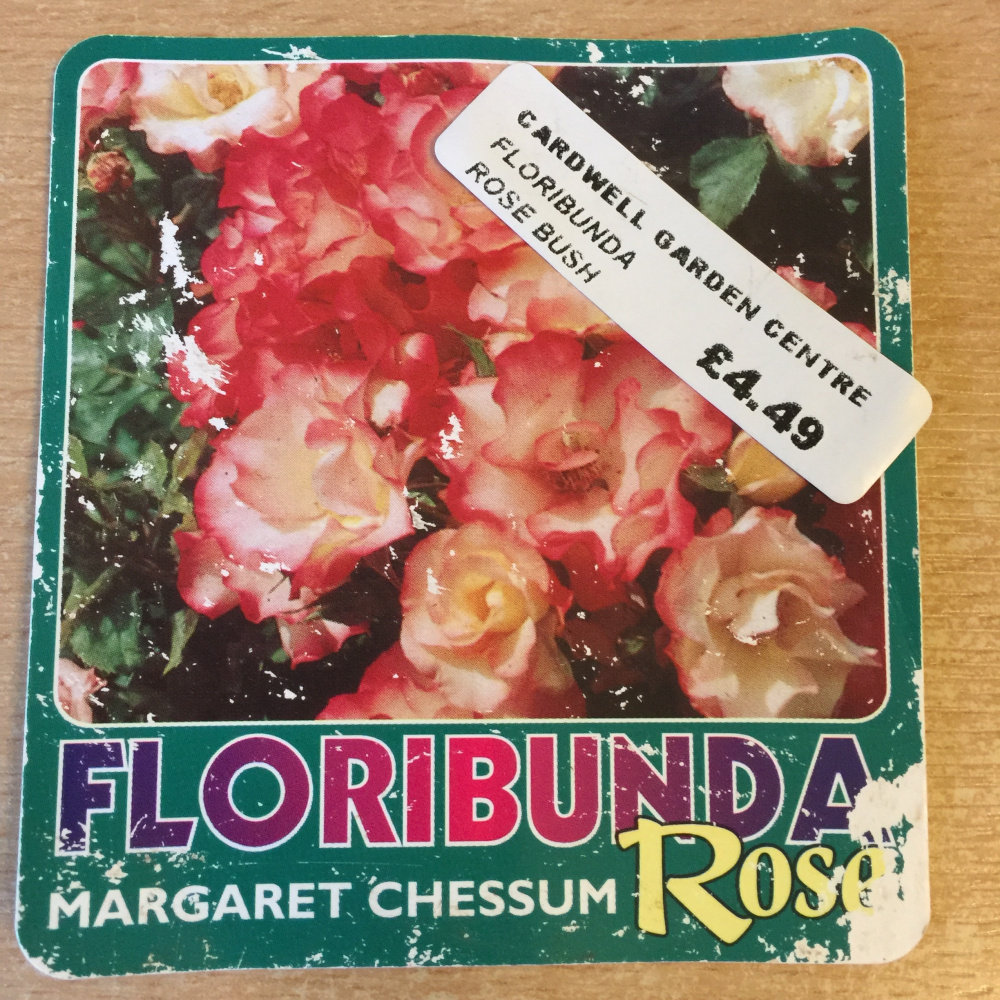 CARDWELL GARDEN CENTRE
FLORIBUNDA
ROSE BUSH
£4.49
FLORIBUNDA
Rose
MARGARET CHESSUM